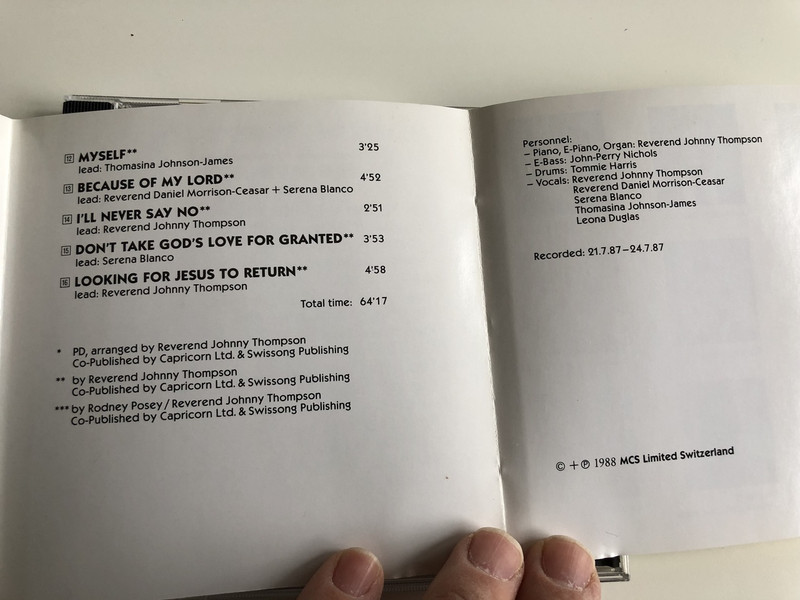 12 MYSELF** 3'25
lead: Thomasina Johnson-James
13 BECAUSE OF MY LORD** 4'52
lead: Reverend Daniel Morrison-Ceasar + Serena Blanco
14 I'LL NEVER SAY NO** 2'51
lead: Reverend Johnny Thompson
15 DON'T TAKE GOD'S LOVE FOR GRANTED** 3'53
lead: Serena Blanco
16 LOOKING FOR JESUS TO RETURN** 4'58
lead: Reverend Johnny Thompson
Total time: 64'17
* PD, arranged by Reverend Johnny Thompson
Co-Published by Capricorn Ltd. & Swissong Publishing
** by Reverend Johnny Thompson
Co-Published by Capricorn Ltd. & Swissong Publishing
*** by Rodney Posey / Reverend Johnny Thompson
Co-Published by Capricorn Ltd. & Swissong Publishing
Personnel:
– Piano, E-Piano, Organ: Reverend Johnny Thompson
– E-Bass: John-Perry Nichols
– Drums: Tommie Harris
– Vocals: Reverend Johnny Thompson
Reverend Daniel Morrison-Ceasar
Serena Blanco
Thomasina Johnson-James
Leona Duglas
Recorded: 21.7.87–24.7.87
© + ℗ 1988 MCS Limited Switzerland